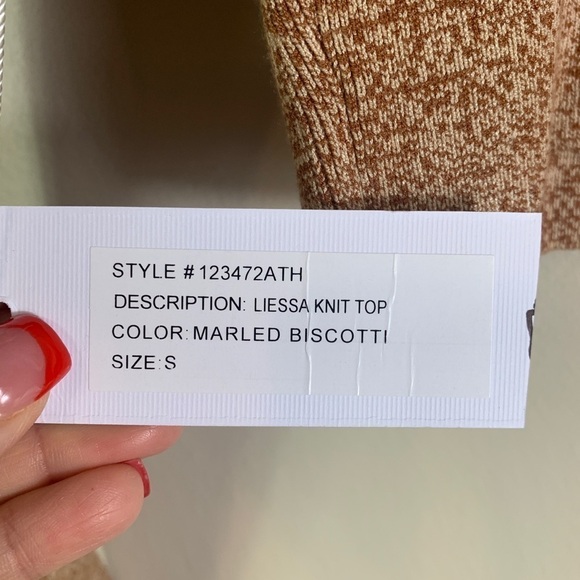 STYLE # 123472ATH
DESCRIPTION: LIESSA KNIT TOP
COLOR: MARLED BISCOTTI
SIZE: S